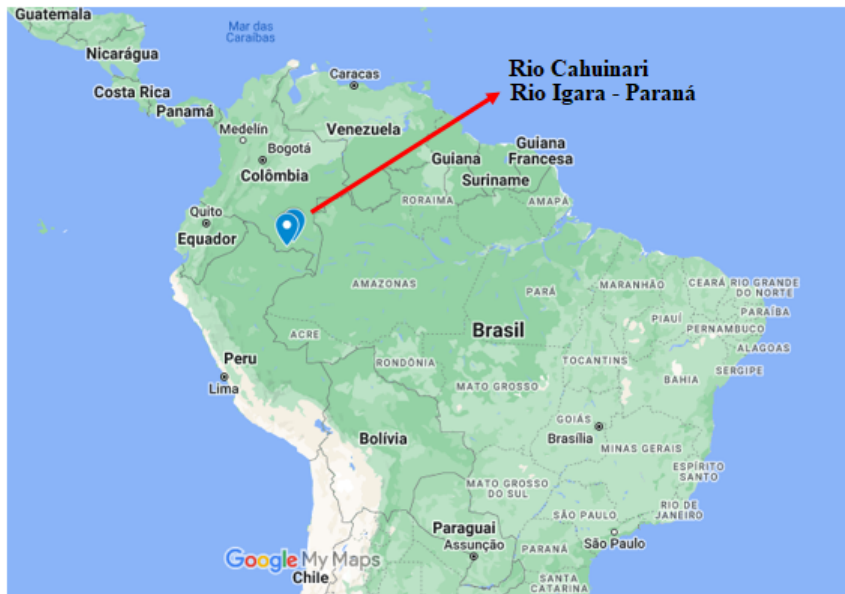 Guatemala
Mar das
Caraíbas
Nicarágua
Rio Cahuinari
Caracas
Costa Rica
Rio Igara - Paraná
Panamá
Medelín
Venezuela
Bogotá
Guiana
Guiana
Francesa
Colômbia
Suriname
RORAIMA
AMAPÁ
Quito
Equador
AMAZONAS
PARÁ
MARANHÃO
CEARÁ
RIO GRANDE
DO NORTE
PARAÍBA
PIAUÍ
PERNAMBUCO
ACRE
Brasil
ALAGOAS
Peru
RONDÔNIA
TOCANTINS
SERGIPE
Lima
MATO GROSSO
BAHIA
GOIÁS
Bolívia
Brasília
MINAS GERAIS
ESPÍRITO
SANTO
MATO GROSSO
DO SUL
RIO DE
JANEIRO
SÃO PAULO
Paraguai
São Paulo
Assunção
PARANÁ
Google My Maps
Chile
SANTA
CATARINA